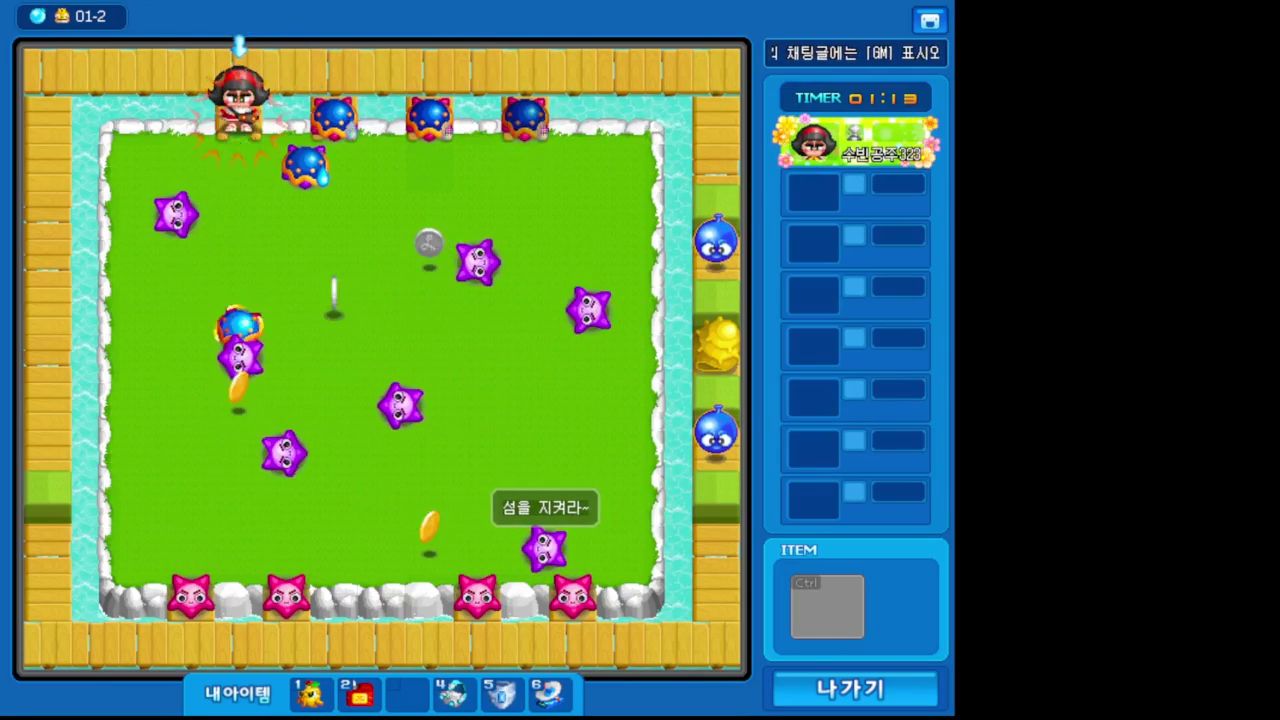 01-2
시 채팅글에는 [GM] 표시오
TIMER 01:13
수빈공주323
섬을 지켜라~
ITEM
Ctrl
내아이템
1
2
4
5
6
나가기